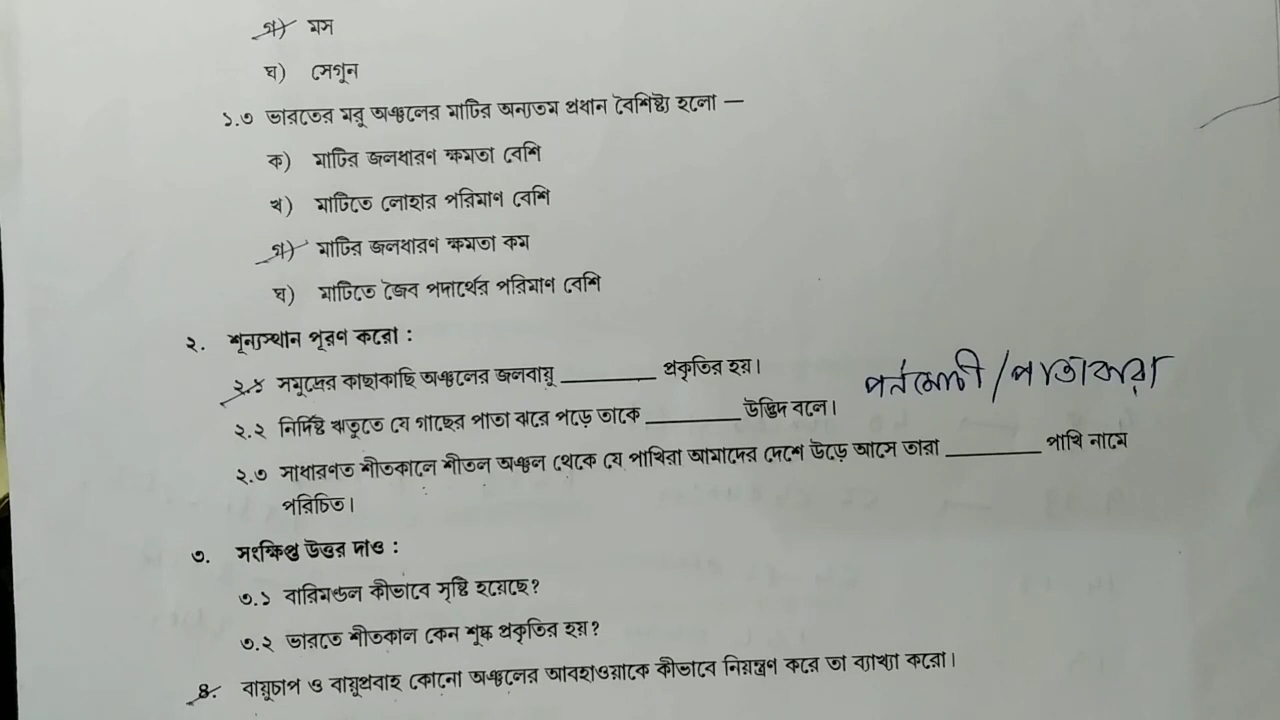 গ) মস
ঘ) সেগুন
১.৩ ভারতের মরু অঞ্চলের মাটির অন্যতম প্রধান বৈশিষ্ট্য হলো —
ক) মাটির জলধারণ ক্ষমতা বেশি
খ) মাটিতে লোহার পরিমাণ বেশি
গ) মাটির জলধারণ ক্ষমতা কম
ঘ) মাটিতে জৈব পদার্থের পরিমাণ বেশি
২. শূন্যস্থান পূরণ করো :
২.১ সমুদ্রের কাছাকাছি অঞ্চলের জলবায়ু ________ প্রকৃতির হয়।
পর্নমোচী / পাতাঝরা
২.২ নির্দিষ্ট ঋতুতে যে গাছের পাতা ঝরে পড়ে তাকে ________ উদ্ভিদ বলে।
২.৩ সাধারণত শীতকালে শীতল অঞ্চল থেকে যে পাখিরা আমাদের দেশে উড়ে আসে তারা ________ পাখি নামে
পরিচিত।
৩. সংক্ষিপ্ত উত্তর দাও :
৩.১ বারিমণ্ডল কীভাবে সৃষ্টি হয়েছে?
৩.২ ভারতে শীতকাল কেন শুষ্ক প্রকৃতির হয়?
৪. বায়ুচাপ ও বায়ুপ্রবাহ কোনো অঞ্চলের আবহাওয়াকে কীভাবে নিয়ন্ত্রণ করে তা ব্যাখ্যা করো।